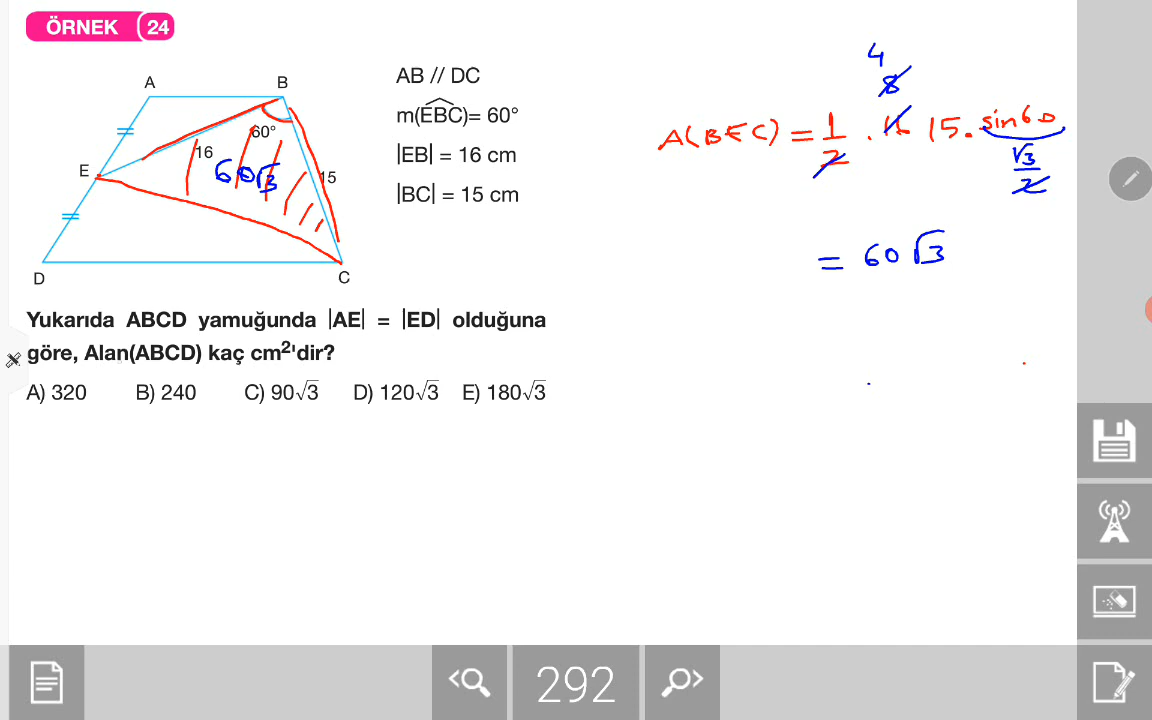 ÖRNEK 24
A
B
60°
16
60√3
E
15
D
C
AB // DC
m(EBC)= 60°
|EB| = 16 cm
|BC| = 15 cm
4
8
A(BEC) = 1/2 . 16 15. sin60
√3/2
= 60√3
Yukarıda ABCD yamuğunda |AE| = |ED| olduğuna
göre, Alan(ABCD) kaç cm²'dir?
A) 320 B) 240 C) 90√3 D) 120√3 E) 180√3
292